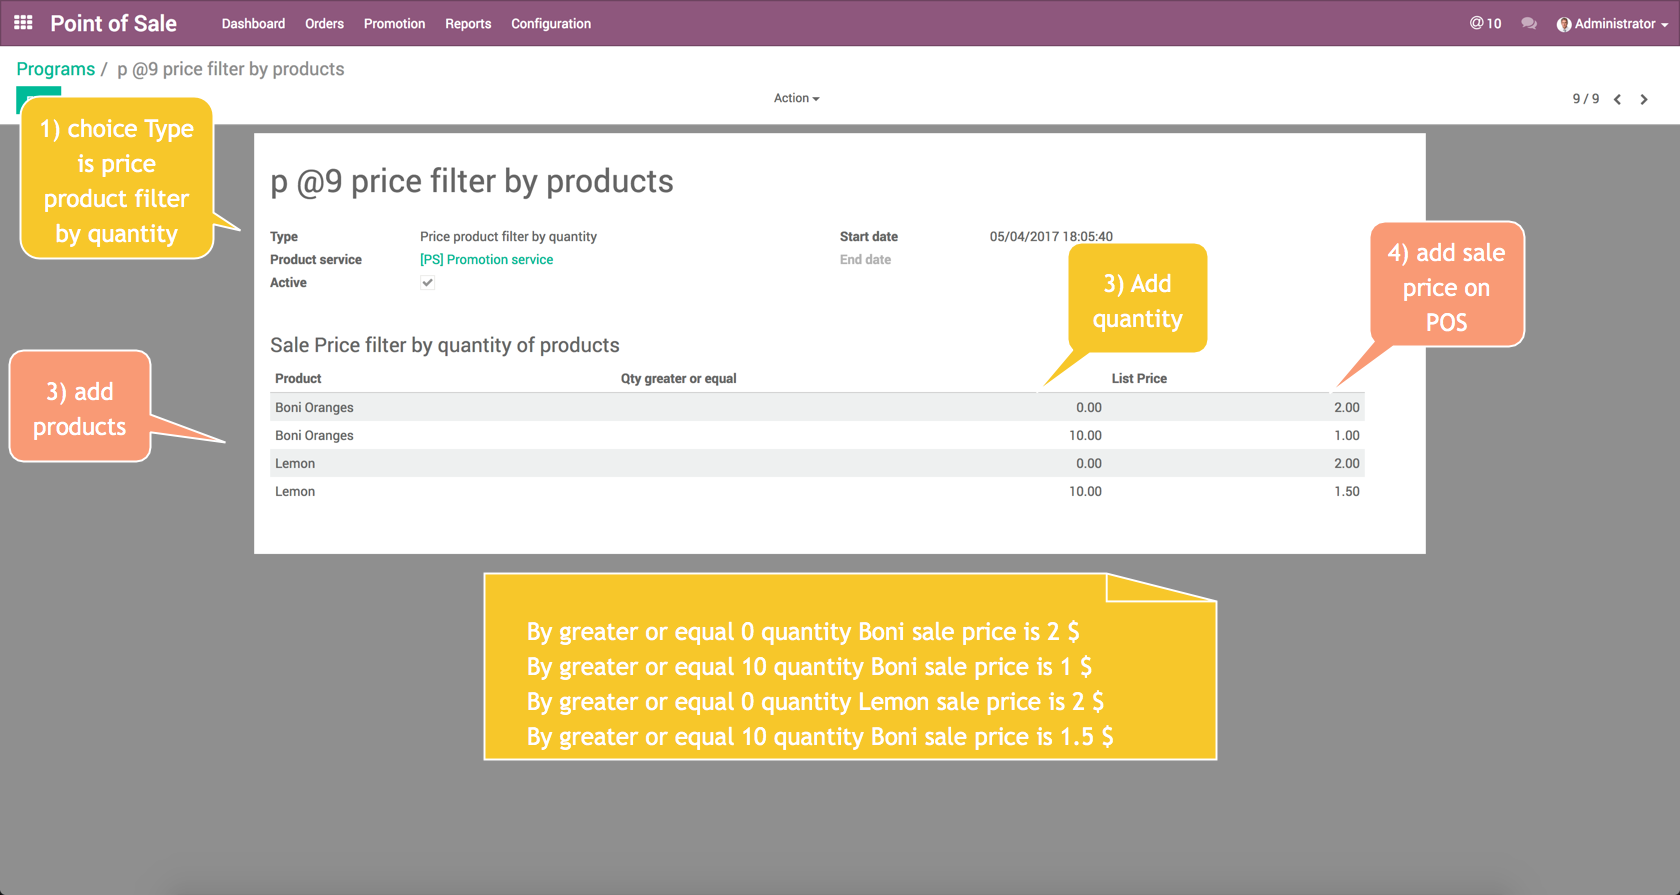 Point of Sale Dashboard Orders Promotion Reports Configuration @ 10 Administrator
Programs / p @9 price filter by products
Action 9 / 9
1) choice Type
is price
product filter
by quantity
p @9 price filter by products
Type Price product filter by quantity Start date 05/04/2017 18:05:40
Product service [PS] Promotion service End date
Active
3) Add
quantity
4) add sale
price on
POS
Sale Price filter by quantity of products
3) add
products
Product Qty greater or equal List Price
Boni Oranges 0.00 2.00
Boni Oranges 10.00 1.00
Lemon 0.00 2.00
Lemon 10.00 1.50
By greater or equal 0 quantity Boni sale price is 2 $
By greater or equal 10 quantity Boni sale price is 1 $
By greater or equal 0 quantity Lemon sale price is 2 $
By greater or equal 10 quantity Boni sale price is 1.5 $